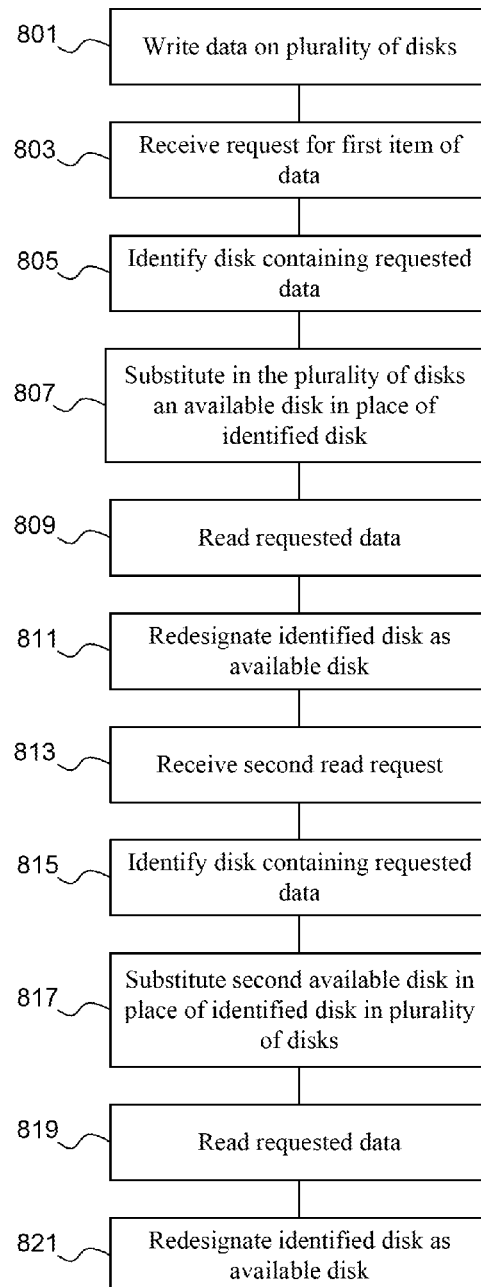 801
Write data on plurality of disks
803
Receive request for first item of
data
805
Identify disk containing requested
data
807
Substitute in the plurality of disks
an available disk in place of
identified disk
809
Read requested data
811
Redesignate identified disk as
available disk
813
Receive second read request
815
Identify disk containing requested
data
817
Substitute second available disk in
place of identified disk in plurality
of disks
819
Read requested data
821
Redesignate identified disk as
available disk